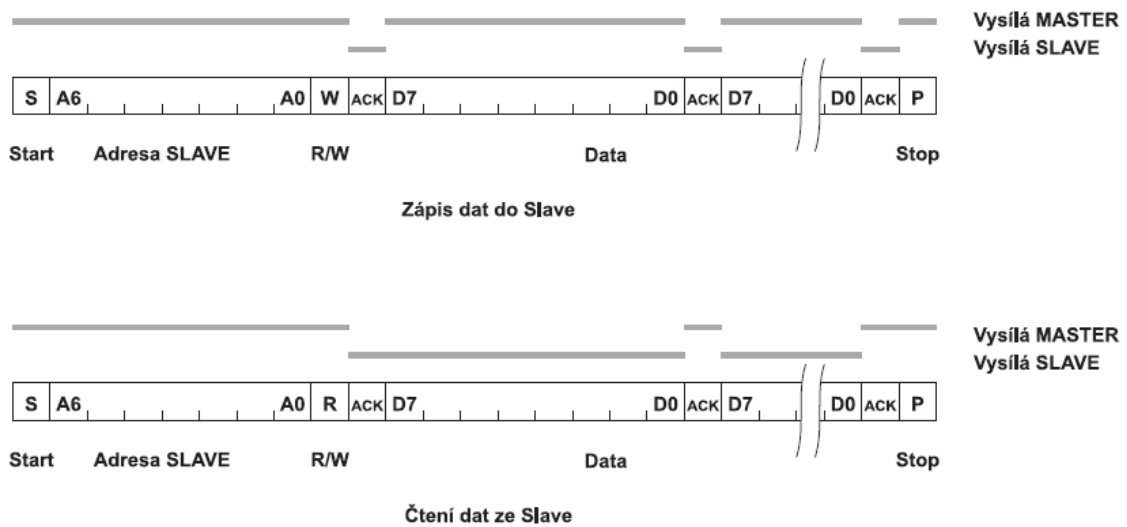 Vysílá MASTER
Vysílá SLAVE
S A6 A0 W ACK D7 D0 ACK D7 D0 ACK P
Start Adresa SLAVE R/W Data Stop
Zápis dat do Slave
Vysílá MASTER
Vysílá SLAVE
S A6 A0 R ACK D7 D0 ACK D7 D0 ACK P
Start Adresa SLAVE R/W Data Stop
Čtení dat ze Slave